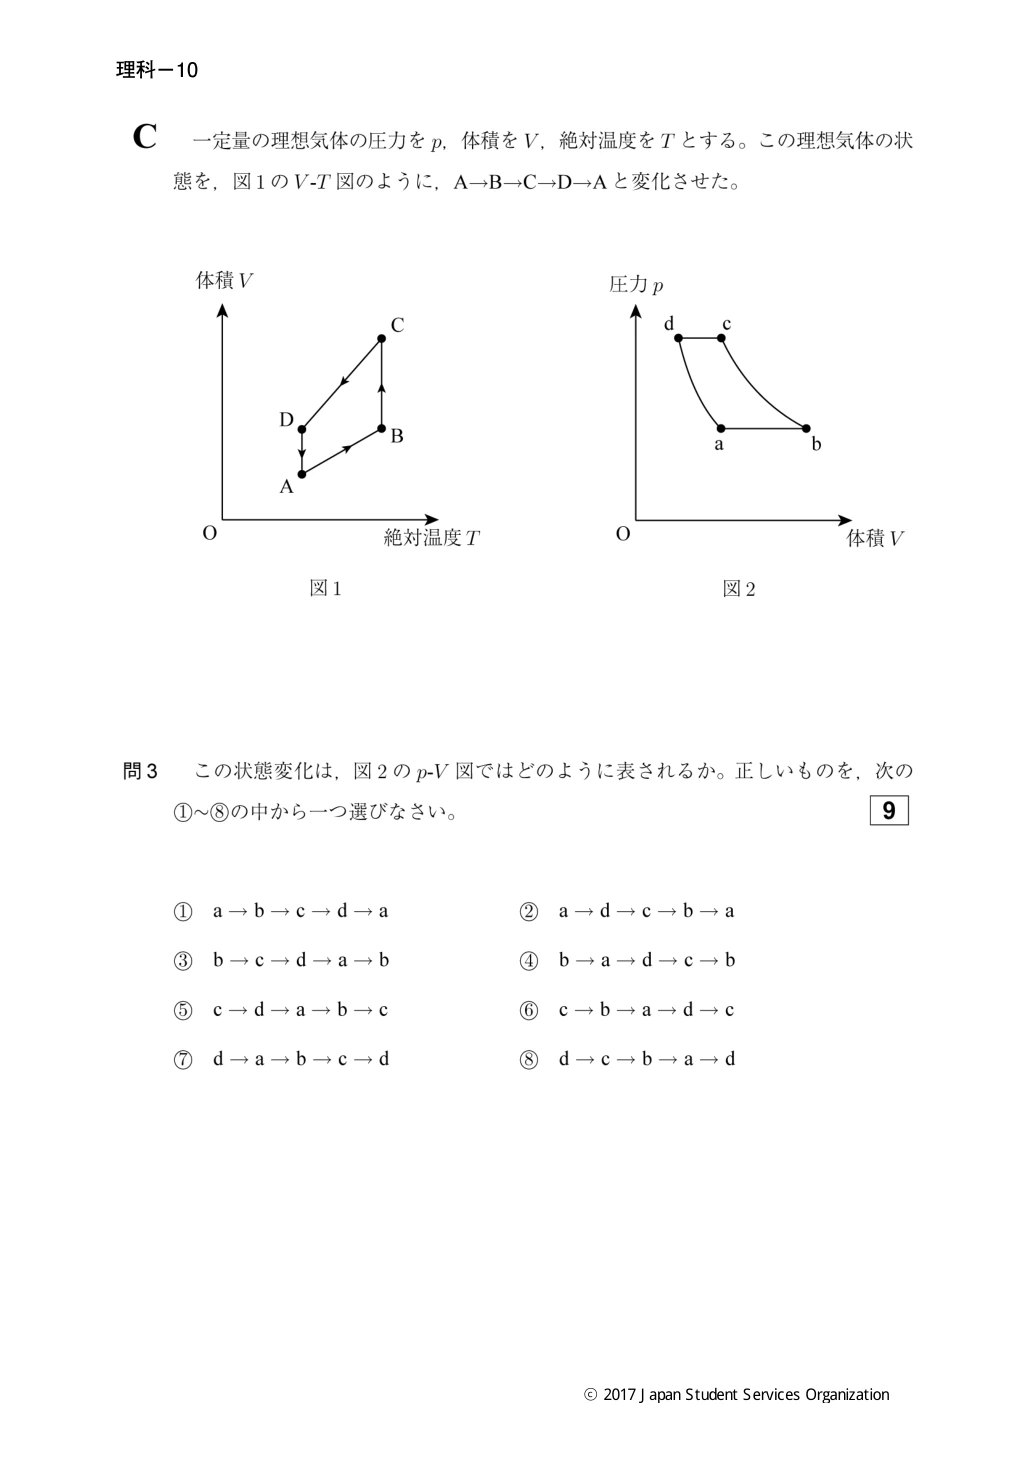 理科－10
C 一定量の理想気体の圧力を p，体積を V，絶対温度を T とする。この理想気体の状
態を，図 1 の V-T 図のように，A→B→C→D→A と変化させた。
体積 V
C
D
B
A
O
絶対温度 T
図 1
圧力 p
d
c
a
b
O
体積 V
図 2
問 3 この状態変化は，図 2 の p-V 図ではどのように表されるか。正しいものを，次の
①～⑧の中から一つ選びなさい。 9
① a → b → c → d → a ② a → d → c → b → a
③ b → c → d → a → b ④ b → a → d → c → b
⑤ c → d → a → b → c ⑥ c → b → a → d → c
⑦ d → a → b → c → d ⑧ d → c → b → a → d
© 2017 Japan Student Services Organization